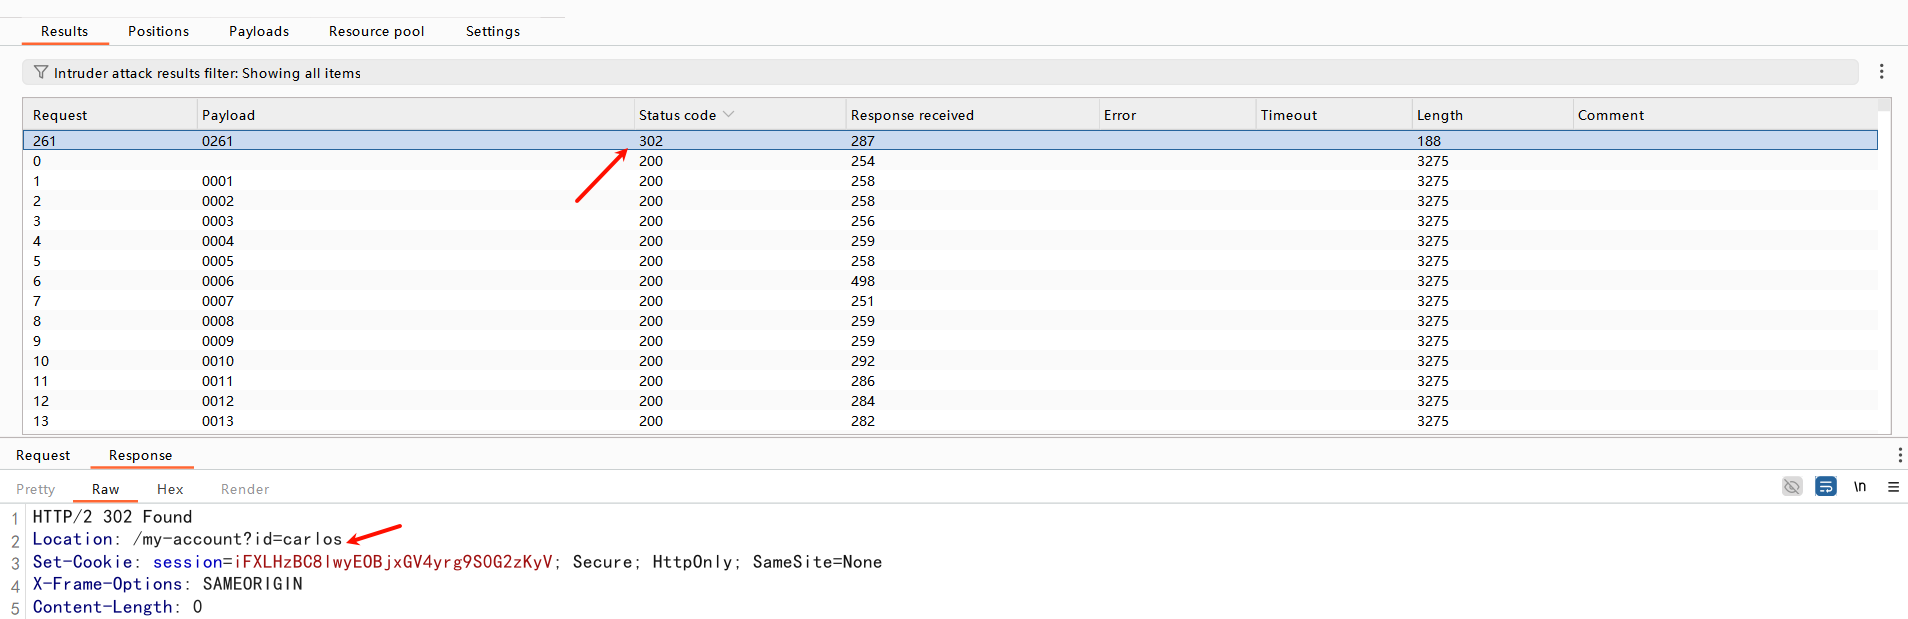 Results Positions Payloads Resource pool Settings
Intruder attack results filter: Showing all items
Request Payload Status code Response received Error Timeout Length Comment
261 0261 302 287 188
0 200 254 3275
1 0001 200 258 3275
2 0002 200 258 3275
3 0003 200 256 3275
4 0004 200 259 3275
5 0005 200 258 3275
6 0006 200 498 3275
7 0007 200 251 3275
8 0008 200 259 3275
9 0009 200 259 3275
10 0010 200 292 3275
11 0011 200 286 3275
12 0012 200 284 3275
13 0013 200 282 3275
Request Response
Pretty Raw Hex Render \n
1 HTTP/2 302 Found
2 Location: /my-account?id=carlos
3 Set-Cookie: session=iFXLHzBC8lwyEOBjxGV4yrg9SOG2zKyV; Secure; HttpOnly; SameSite=None
4 X-Frame-Options: SAMEORIGIN
5 Content-Length: 0